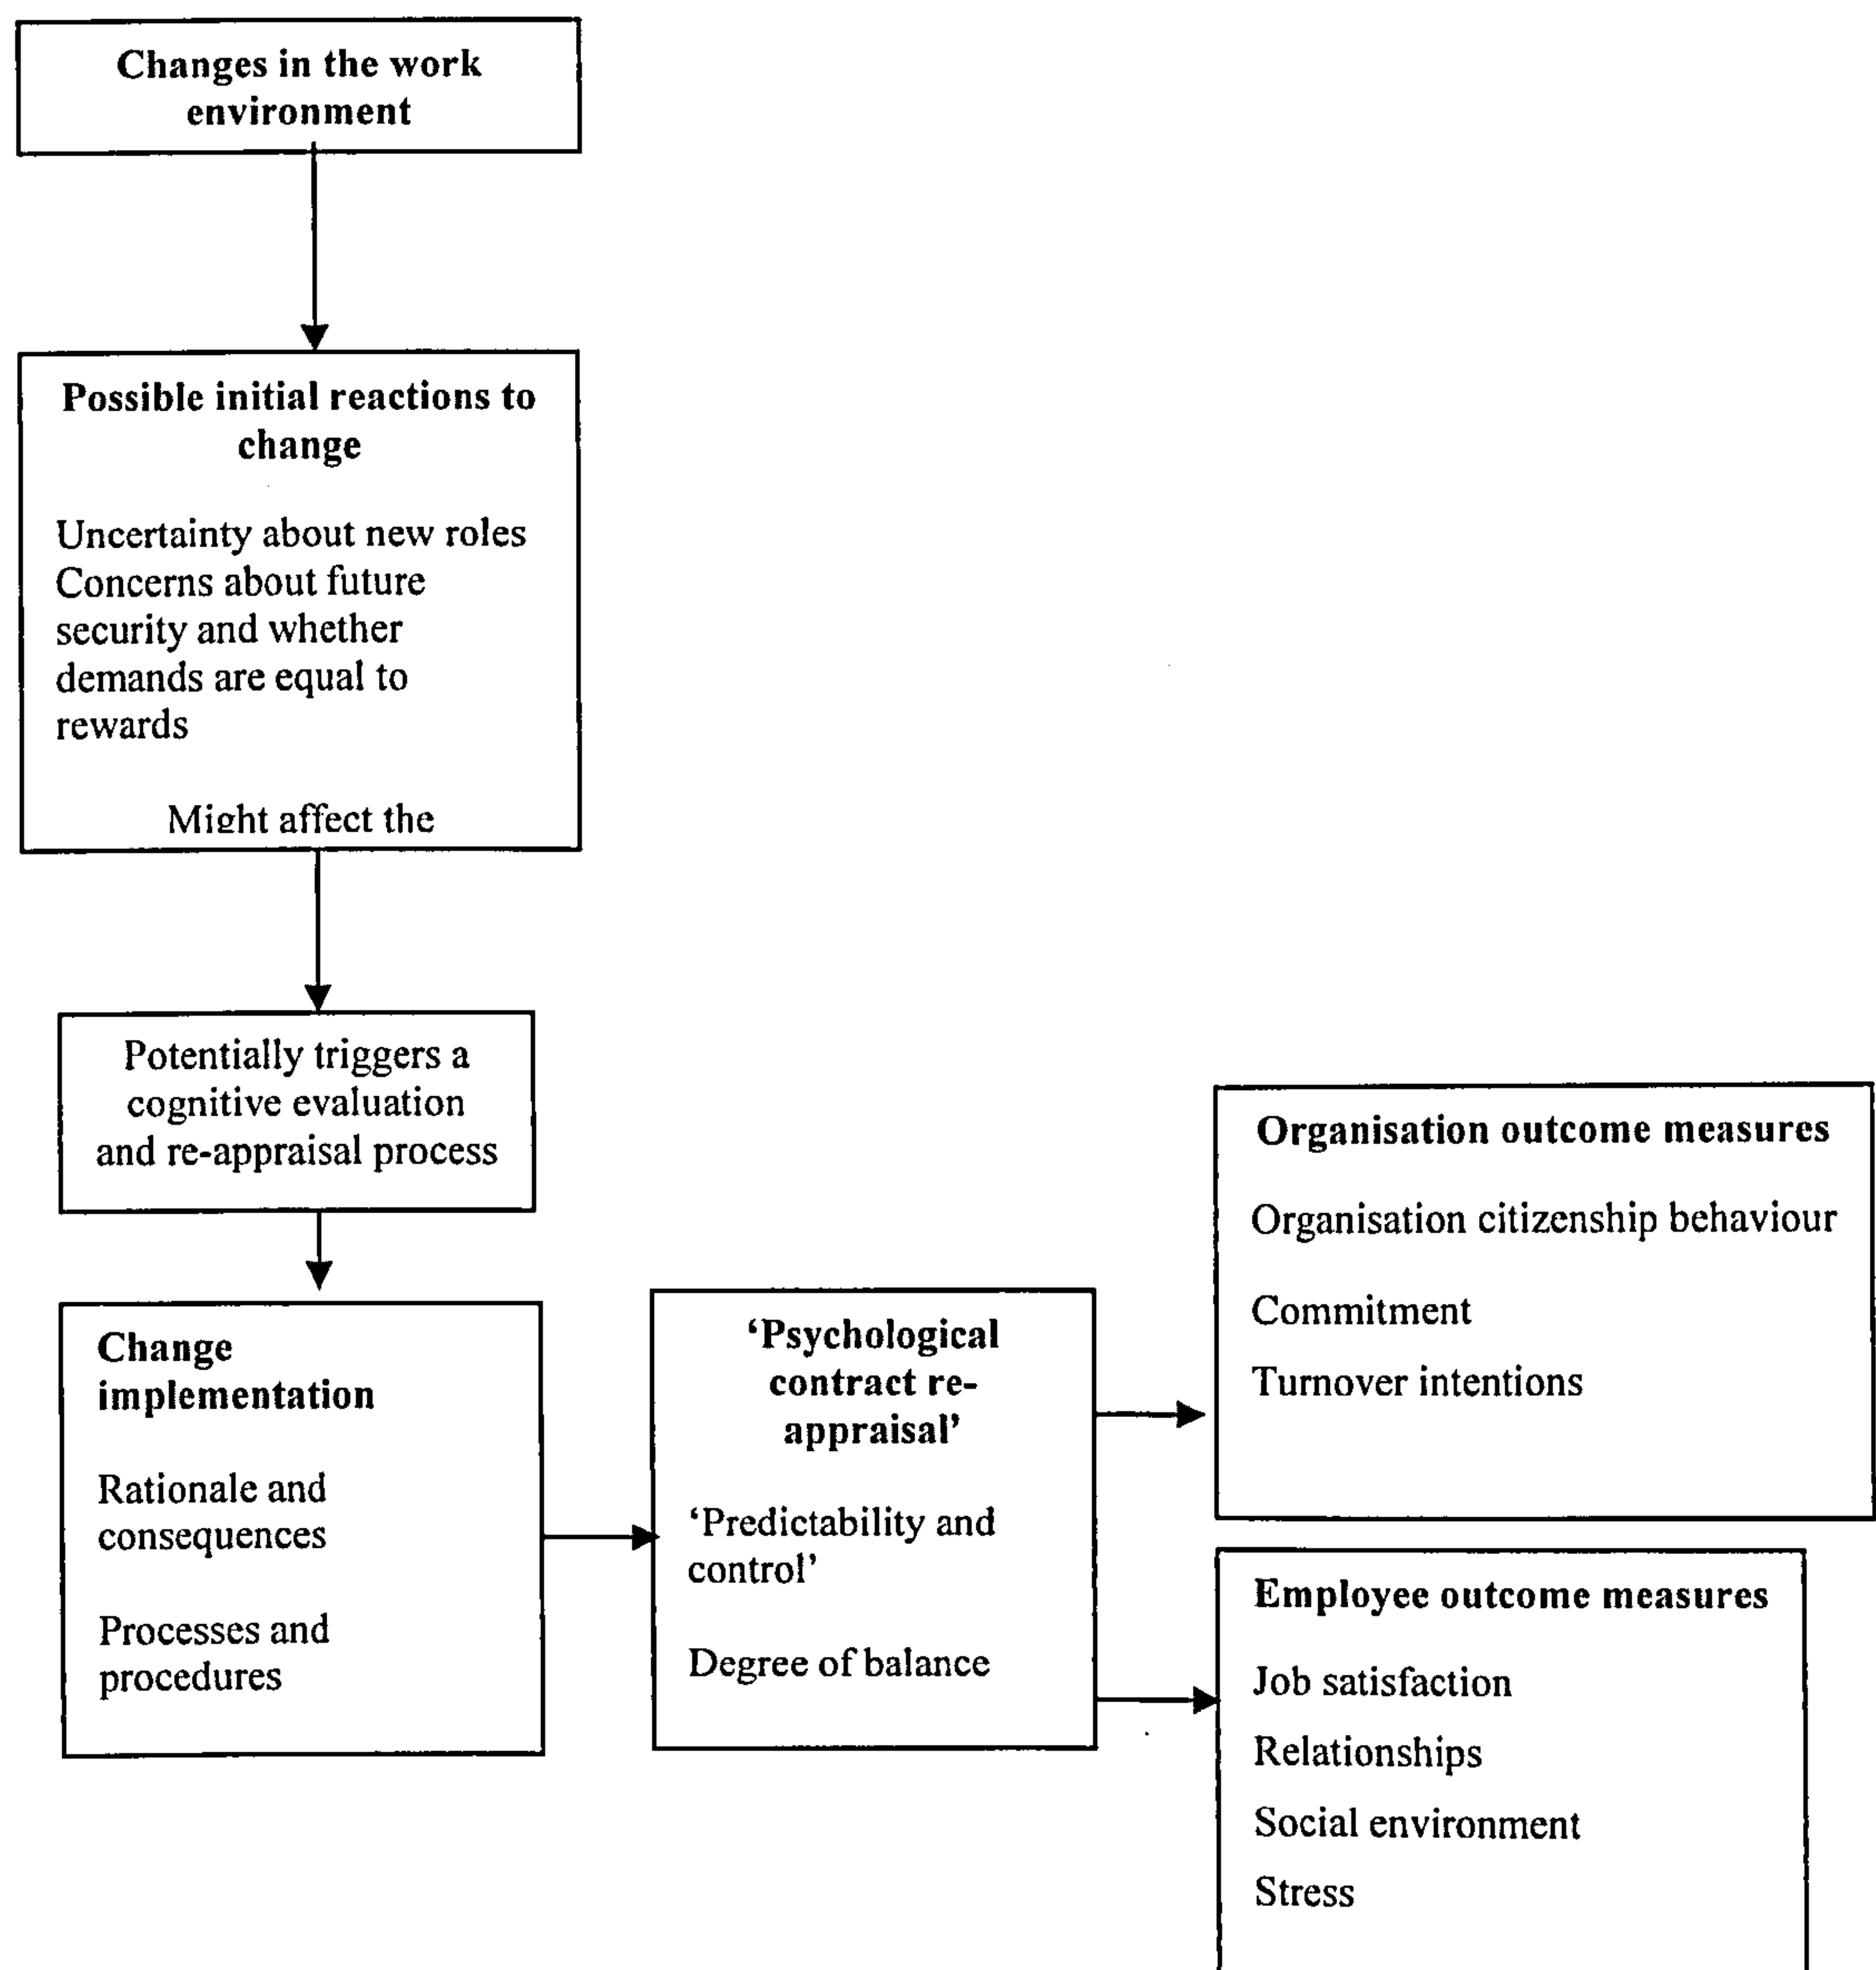 Changes in the work
environment
Possible initial reactions to
change
Uncertainty about new roles
Concerns about future
security and whether
demands are equal to
rewards
Might affect the
Potentially triggers a
cognitive evaluation
and re-appraisal process
Change
implementation
Rationale and
consequences
Processes and
procedures
‘Psychological
contract re-
appraisal’
‘Predictability and
control’
Degree of balance
Organisation outcome measures
Organisation citizenship behaviour
Commitment
Turnover intentions
Employee outcome measures
Job satisfaction
Relationships
Social environment
Stress